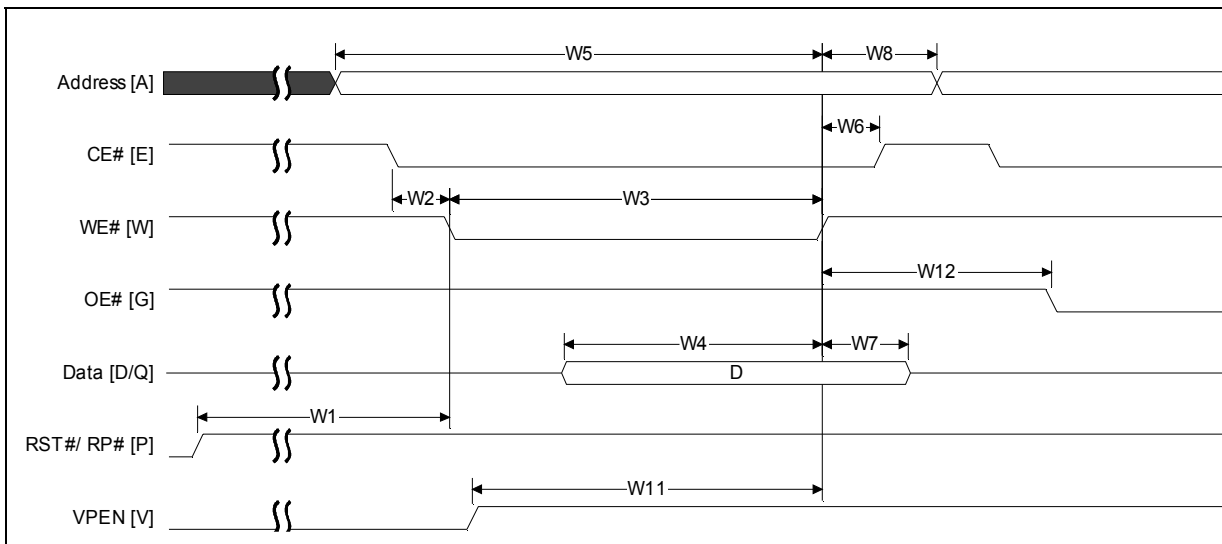 W5 W8
Address [A]
W6
CE# [E]
W2 W3
WE# [W]
W12
OE# [G]
W4 W7
Data [D/Q] D
W1
RST#/ RP# [P]
W11
VPEN [V]